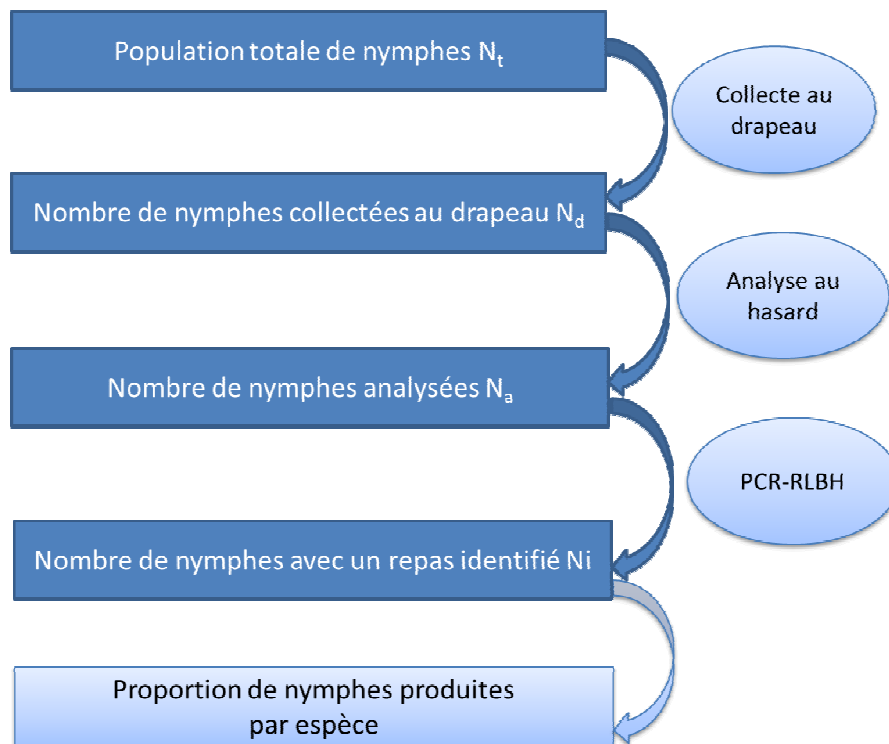 Population totale de nymphes Nt
Collecte au
drapeau
Nombre de nymphes collectées au drapeau Nd
Analyse au
hasard
Nombre de nymphes analysées Na
PCR-RLBH
Nombre de nymphes avec un repas identifié Ni
Proportion de nymphes produites
par espèce